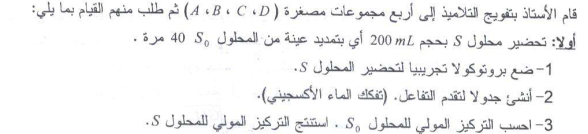 قام الأستاذ بتفويج التلاميذ إلى أربع مجموعات مصغرة (A ، B ، C ، D) ثم طلب منهم القيام بما يلي:
أولا: تحضير محلول S بحجم 200 mL أي بتمديد عينة من المحلول S₀ 40 مرة .
1- ضع بروتوكولا تجريبيا لتحضير المحلول S.
2- أنشئ جدولا لتقدم التفاعل. (تفكك الماء الأكسجيني).
3- احسب التركيز المولي للمحلول S₀ . استنتج التركيز المولي للمحلول S.